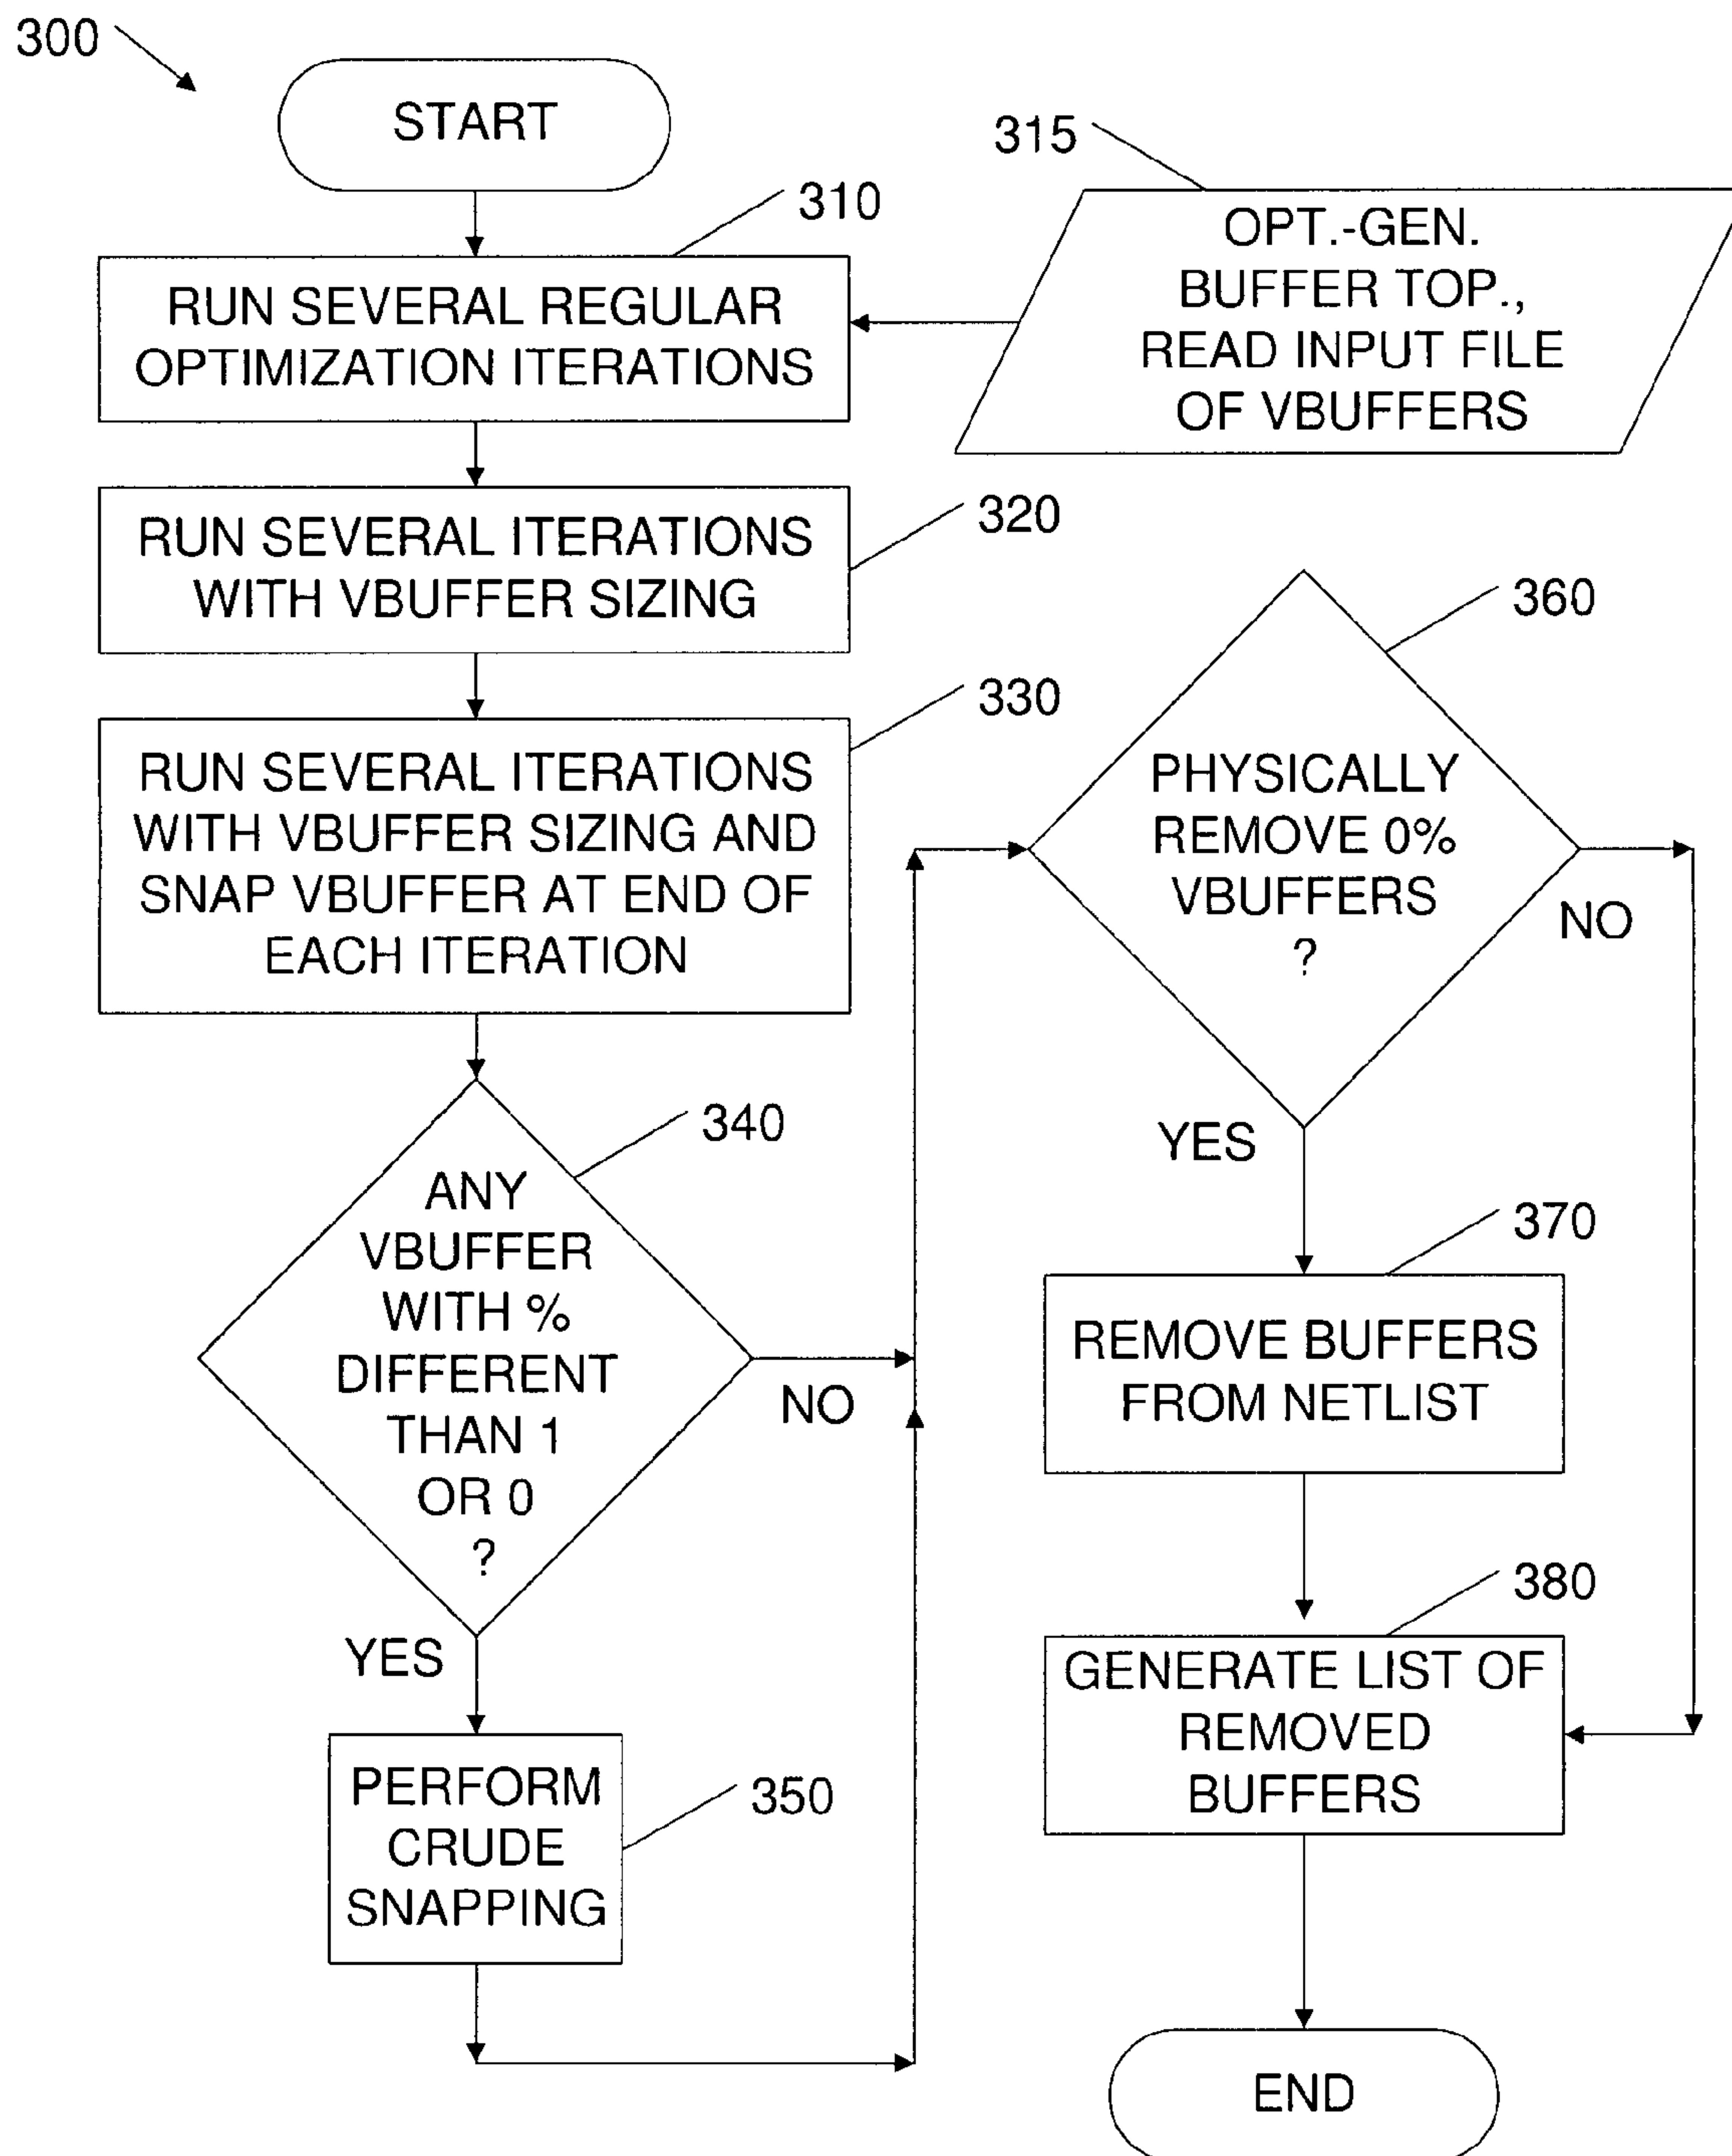 300
START
310
RUN SEVERAL REGULAR
OPTIMIZATION ITERATIONS
315
OPT.-GEN.
BUFFER TOP.,
READ INPUT FILE
OF VBUFFERS
320
RUN SEVERAL ITERATIONS
WITH VBUFFER SIZING
330
RUN SEVERAL ITERATIONS
WITH VBUFFER SIZING AND
SNAP VBUFFER AT END OF
EACH ITERATION
340
ANY
VBUFFER
WITH %
DIFFERENT
THAN 1
OR 0
?
NO
YES
350
PERFORM
CRUDE
SNAPPING
360
PHYSICALLY
REMOVE 0%
VBUFFERS
?
NO
YES
370
REMOVE BUFFERS
FROM NETLIST
380
GENERATE LIST OF
REMOVED
BUFFERS
END